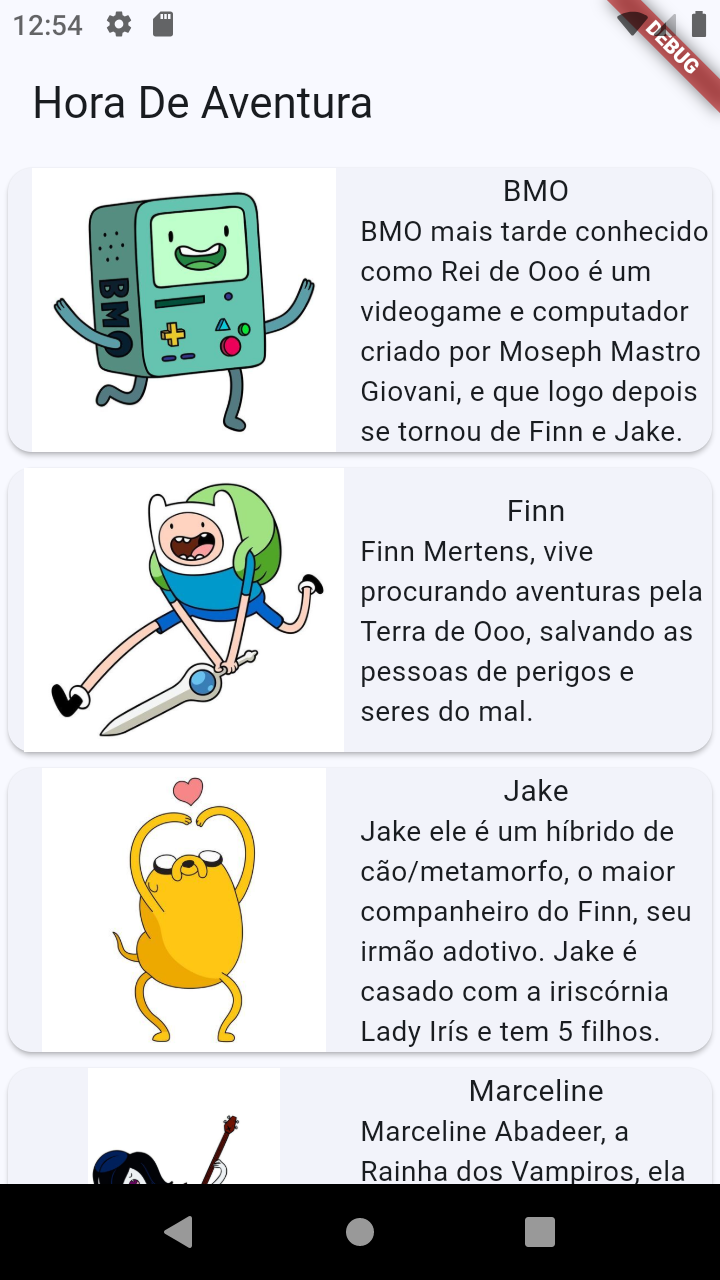 12:54
DEBUG
Hora De Aventura
BMO
BMO
BMO mais tarde conhecido
como Rei de Ooo é um
videogame e computador
criado por Moseph Mastro
Giovani, e que logo depois
se tornou de Finn e Jake.
Finn
Finn Mertens, vive
procurando aventuras pela
Terra de Ooo, salvando as
pessoas de perigos e
seres do mal.
Jake
Jake ele é um híbrido de
cão/metamorfo, o maior
companheiro do Finn, seu
irmão adotivo. Jake é
casado com a iriscórnia
Lady Irís e tem 5 filhos.
Marceline
Marceline Abadeer, a
Rainha dos Vampiros, ela